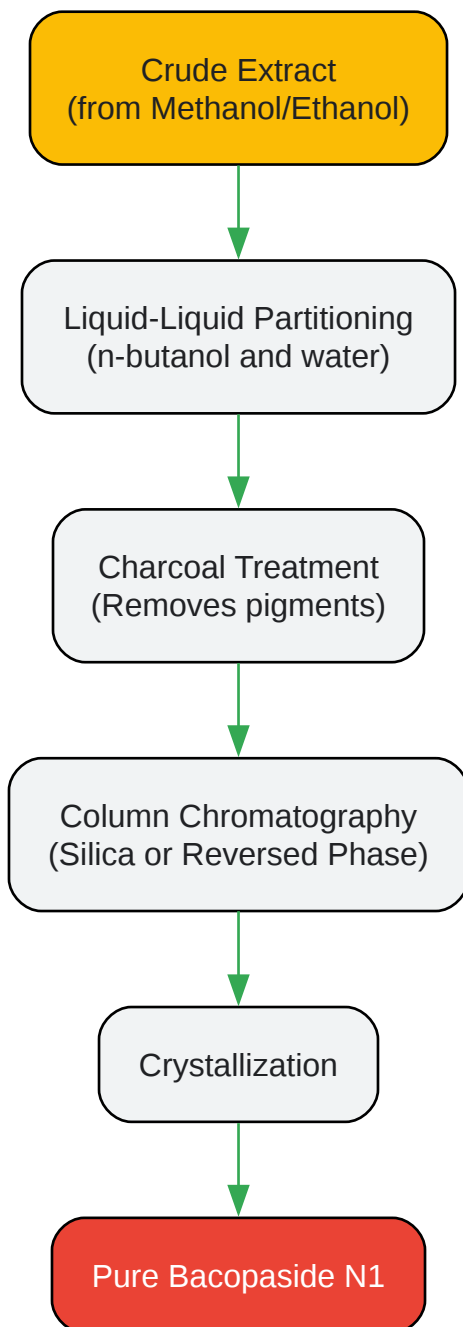 Crude Extract
(from Methanol/Ethanol)
Liquid-Liquid Partitioning
(n-butanol and water)
Charcoal Treatment
(Removes pigments)
Column Chromatography
(Silica or Reversed Phase)
Crystallization
Pure Bacopaside N1